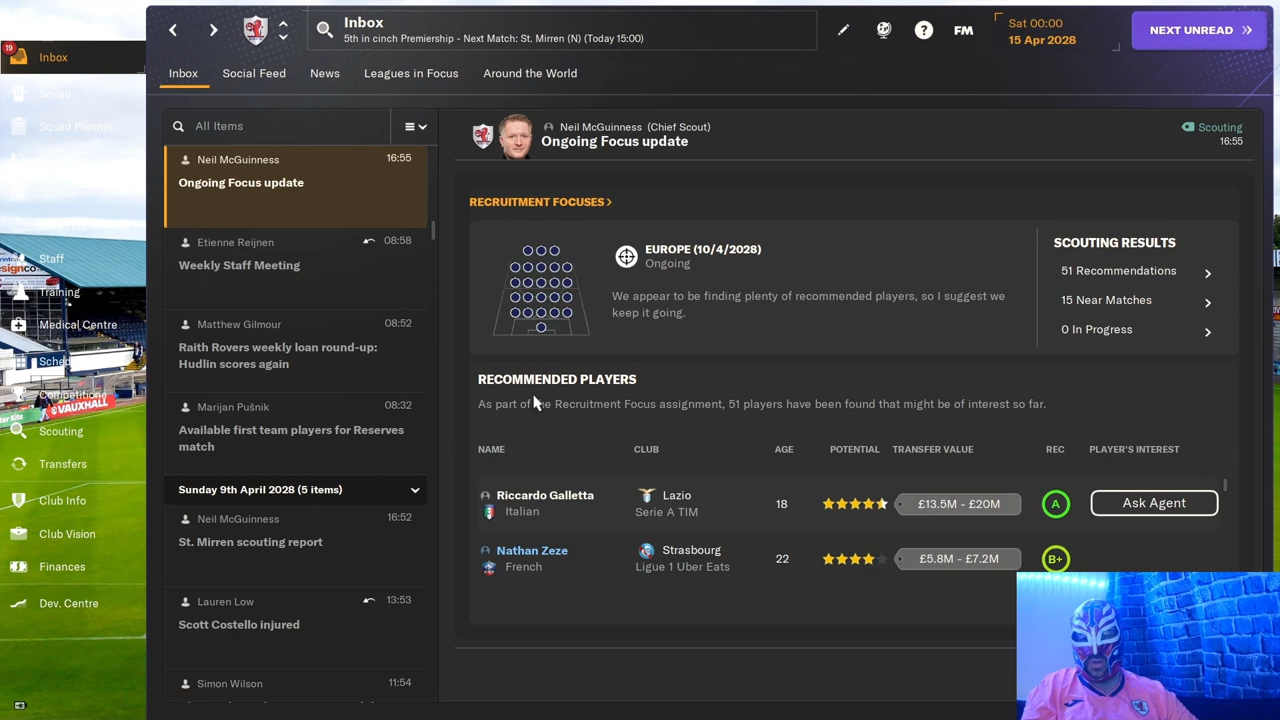 Inbox
5th in cinch Premiership - Next Match: St. Mirren (N) (Today 15:00)
FM
Sat 00:00
15 Apr 2028
NEXT UNREAD
19
Inbox
Squad
Squad Planner
Staff
Training
Medical Centre
Sched
Competitions
Scouting
Transfers
Club Info
Club Vision
Finances
Dev. Centre
VAUXHALL
Inbox
Social Feed
News
Leagues in Focus
Around the World
All Items
Neil McGuinness
16:55
Ongoing Focus update
Etienne Reijnen
08:58
Weekly Staff Meeting
Matthew Gilmour
08:52
Raith Rovers weekly loan round-up:
Hudlin scores again
Marijan Pušnik
08:32
Available first team players for Reserves
match
Sunday 9th April 2028 (5 items)
Neil McGuinness
16:52
St. Mirren scouting report
Lauren Low
13:53
Scott Costello injured
Simon Wilson
11:54
Neil McGuinness (Chief Scout)
Ongoing Focus update
Scouting
16:55
RECRUITMENT FOCUSES >
EUROPE (10/4/2028)
Ongoing
We appear to be finding plenty of recommended players, so I suggest we
keep it going.
SCOUTING RESULTS
51 Recommendations
15 Near Matches
0 In Progress
RECOMMENDED PLAYERS
As part of the Recruitment Focus assignment, 51 players have been found that might be of interest so far.
NAME CLUB AGE POTENTIAL TRANSFER VALUE REC PLAYER'S INTEREST
Riccardo Galletta Lazio 18 £13.5M - £20M A Ask Agent
Italian Serie A TIM
Nathan Zeze Strasbourg 22 £5.8M - £7.2M B+
French Ligue 1 Uber Eats